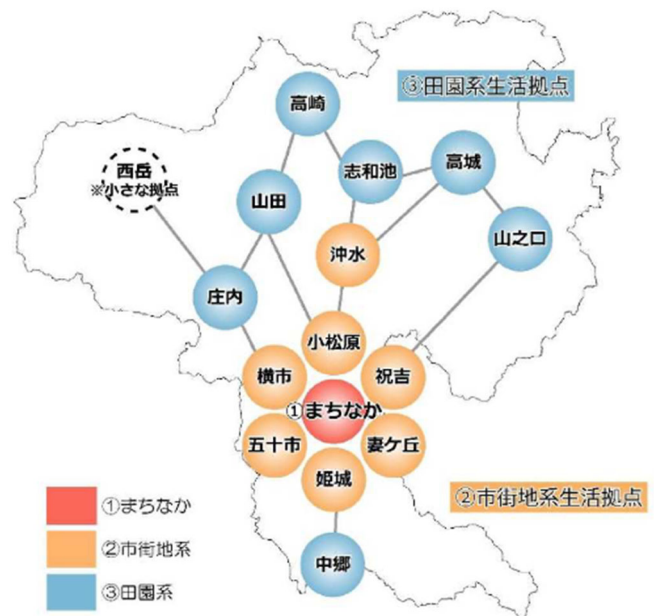 ③田園系生活拠点
高崎
西岳
※小さな拠点
志和池
高城
山田
山之口
沖水
庄内
小松原
横市
祝吉
①まちなか
五十市
妻ケ丘
姫城
②市街地系生活拠点
中郷
①まちなか
②市街地系
③田園系